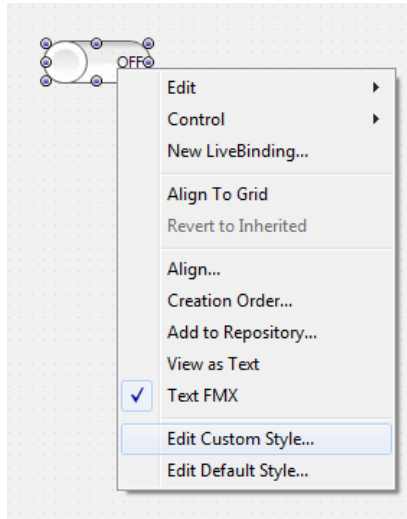 OFF
Edit
Control
New LiveBinding...
Align To Grid
Revert to Inherited
Align...
Creation Order...
Add to Repository...
View as Text
Text FMX
Edit Custom Style...
Edit Default Style...